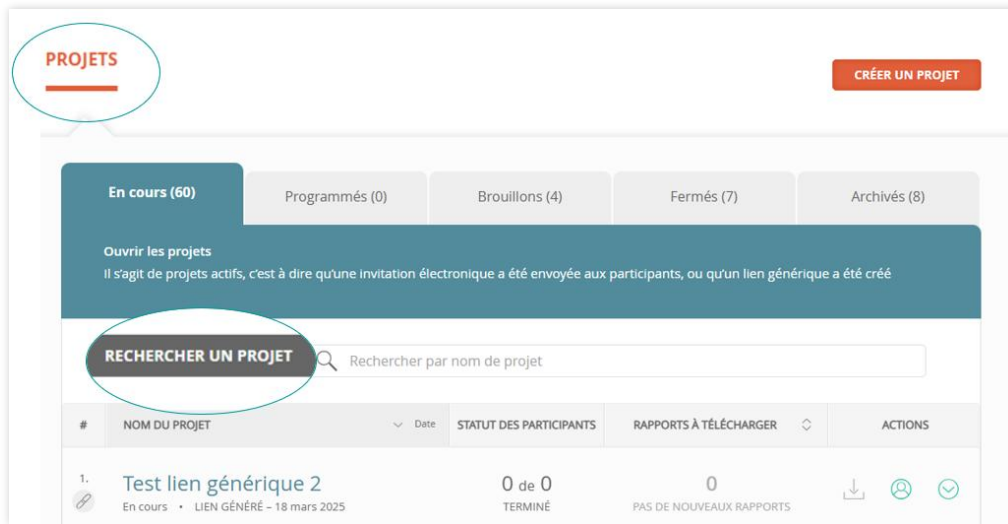 PROJETS
CRÉER UN PROJET
En cours (60)
Programmés (0)
Brouillons (4)
Fermés (7)
Archivés (8)
Ouvrir les projets
Il s'agit de projets actifs, c'est à dire qu'une invitation électronique a été envoyée aux participants, ou qu'un lien générique a été créé
RECHERCHER UN PROJET
Rechercher par nom de projet
# NOM DU PROJET Date STATUT DES PARTICIPANTS RAPPORTS À TÉLÉCHARGER ACTIONS
1. Test lien générique 2 0 de 0 0
En cours • LIEN GÉNÉRÉ – 18 mars 2025 TERMINÉ PAS DE NOUVEAUX RAPPORTS